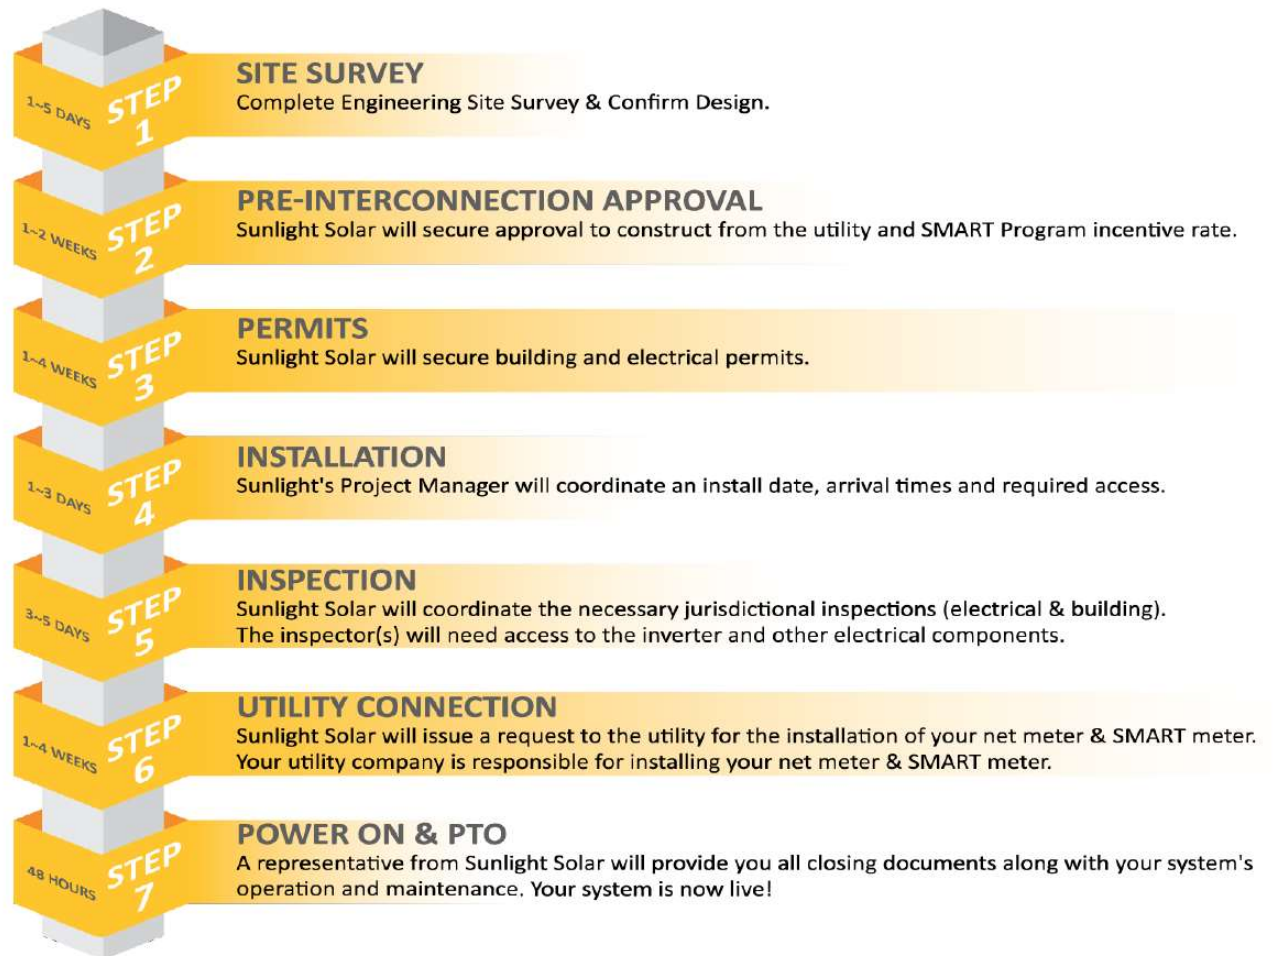 1~5 DAYS
STEP
1
SITE SURVEY
Complete Engineering Site Survey & Confirm Design.
1~2 WEEKS
STEP
2
PRE-INTERCONNECTION APPROVAL
Sunlight Solar will secure approval to construct from the utility and SMART Program incentive rate.
1~4 WEEKS
STEP
3
PERMITS
Sunlight Solar will secure building and electrical permits.
1~3 DAYS
STEP
4
INSTALLATION
Sunlight's Project Manager will coordinate an install date, arrival times and required access.
3~5 DAYS
STEP
5
INSPECTION
Sunlight Solar will coordinate the necessary jurisdictional inspections (electrical & building).
The inspector(s) will need access to the inverter and other electrical components.
1~4 WEEKS
STEP
6
UTILITY CONNECTION
Sunlight Solar will issue a request to the utility for the installation of your net meter & SMART meter.
Your utility company is responsible for installing your net meter & SMART meter.
48 HOURS
STEP
7
POWER ON & PTO
A representative from Sunlight Solar will provide you all closing documents along with your system's
operation and maintenance. Your system is now live!